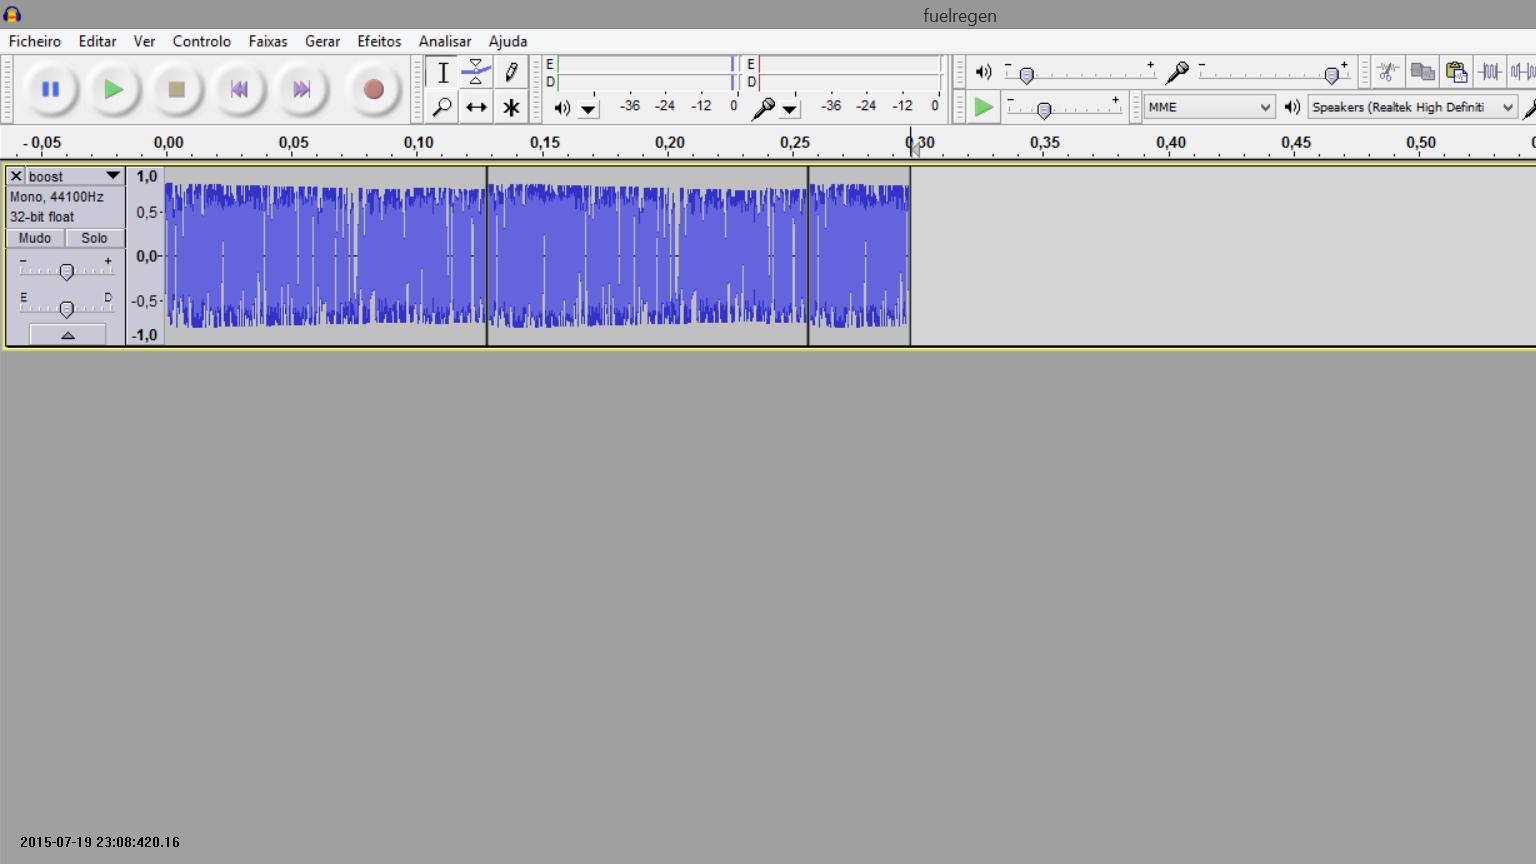 fuelregen
Ficheiro Editar Ver Controlo Faixas Gerar Efeitos Analisar Ajuda
E E
D D
-36 -24 -12 0 -36 -24 -12 0
MME Speakers (Realtek High Definiti
- 0,05 0,00 0,05 0,10 0,15 0,20 0,25 0,30 0,35 0,40 0,45 0,50
boost 1,0
Mono, 44100Hz
32-bit float 0,5
Mudo Solo
0,0
E D
-0,5
-1,0
2015-07-19 23:08:420.16